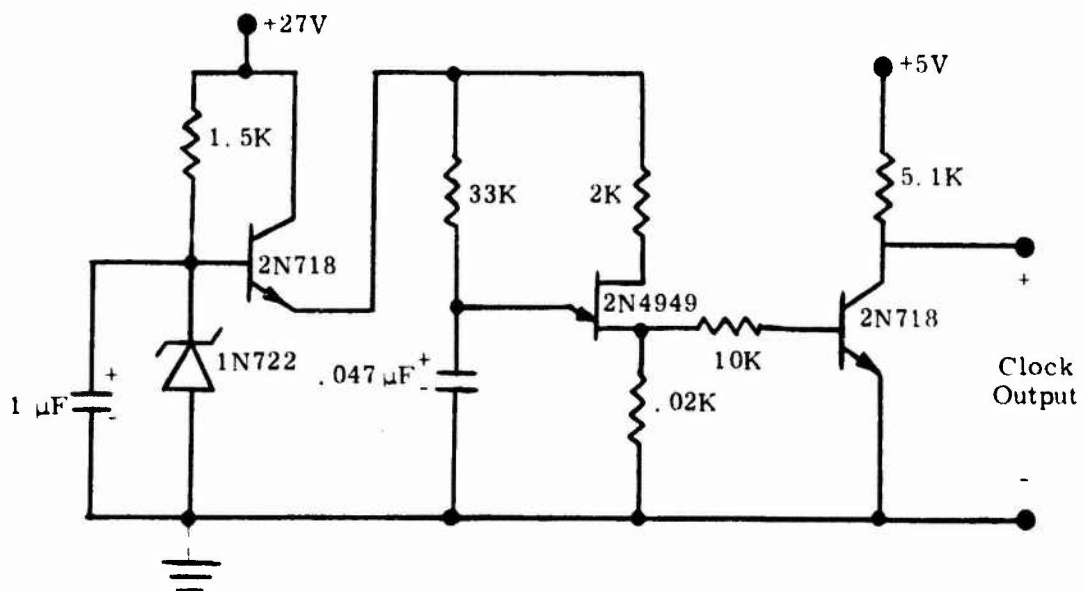 +27V
+5V
1.5K
33K
2K
5.1K
2N718
2N4949
2N718
1N722
10K
1 μF
+
-
.047 μF
+
-
.02K
+
Clock
Output
-